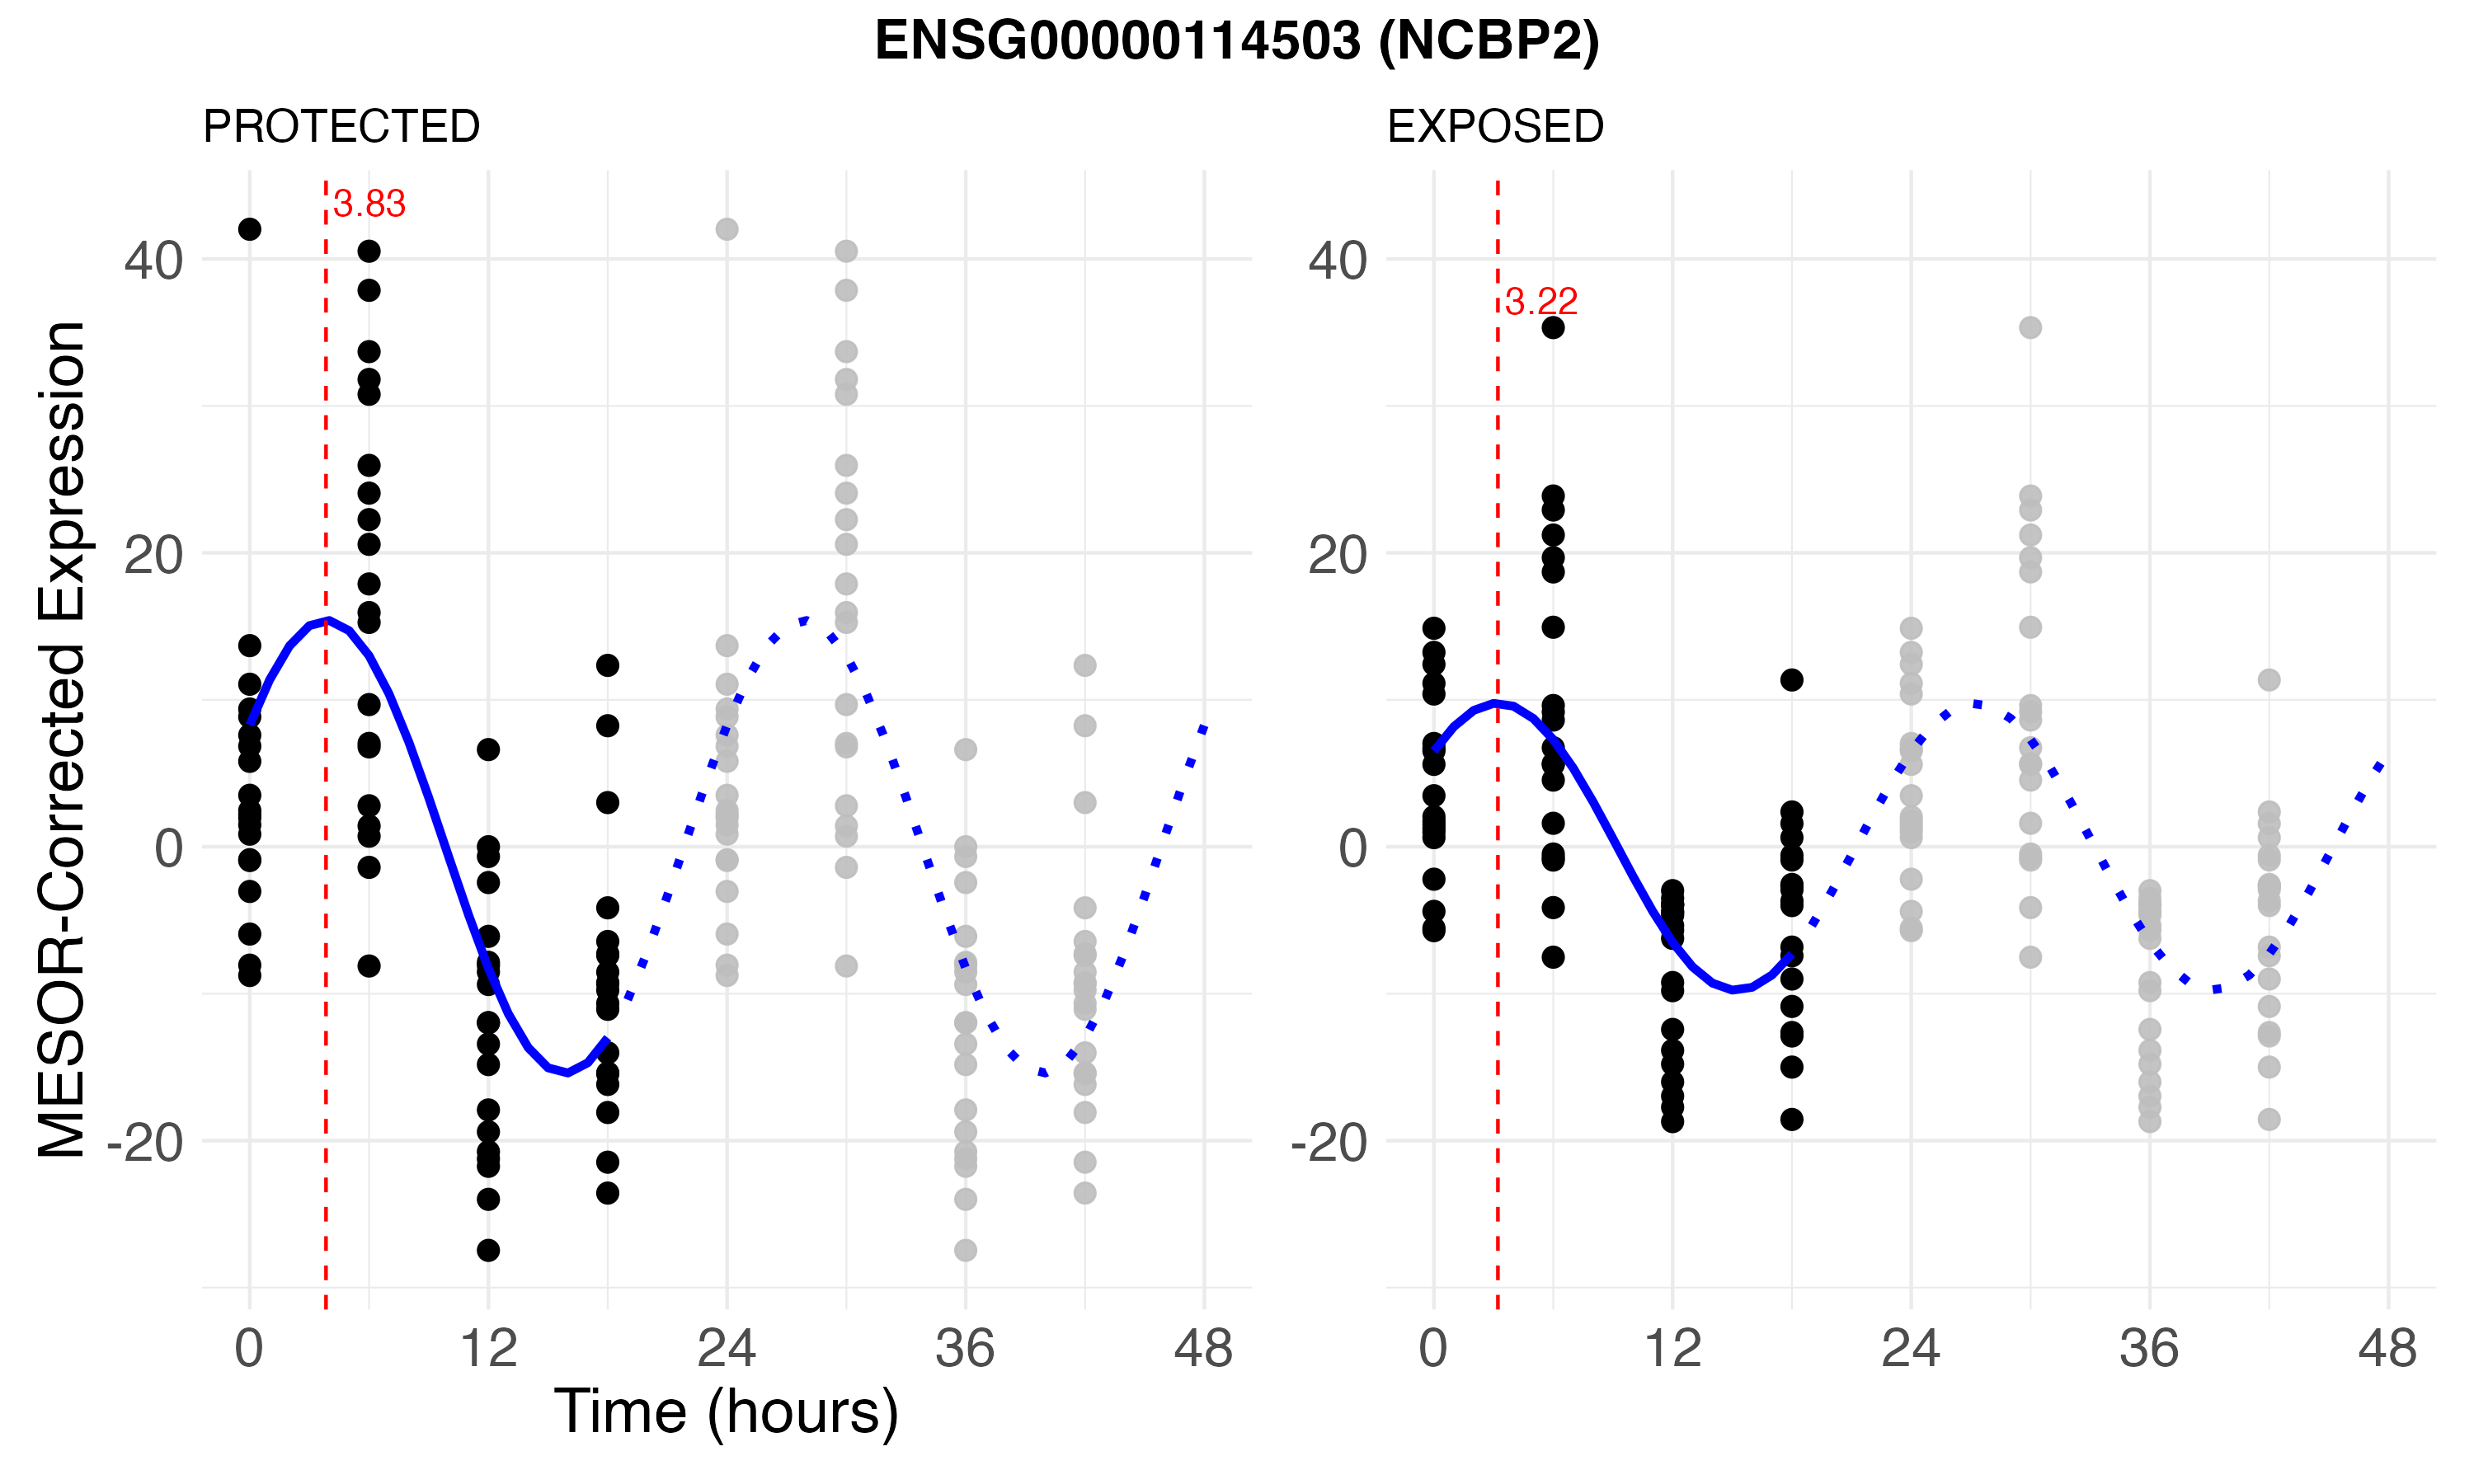 ENSG00000114503 (NCBP2)
PROTECTED
EXPOSED
MESOR-Corrected Expression
40
20
0
-20
3.83
0 12 24 36 48
40
20
0
-20
3.22
0 12 24 36 48
Time (hours)